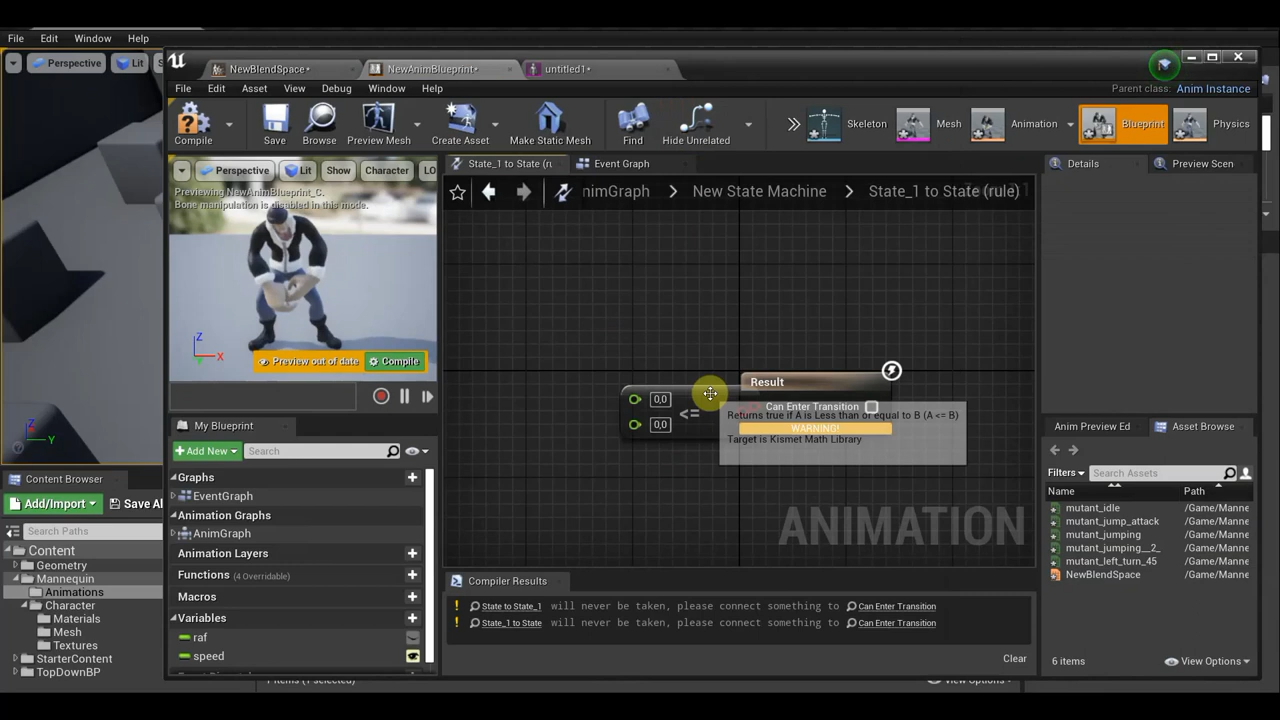 File Edit Window Help
Perspective Lit
NewBlendSpace*
NewAnimBlueprint*
untitled1*
File Edit Asset View Window Debug Help
Parent class: Anim Instance
Compile
Save
Browse
Preview Mesh
Create Asset
Make Static Mesh
Find
Hide Unrelated
Skeleton
Mesh
Animation
Blueprint
Physics
Perspective Lit Show Character LO
Previewing NewAnimBlueprint_C.
Bone manipulation is disabled in this mode.
Z
X
Preview out of date
Compile
State_1 to State (r
Event Graph
nimGraph > New State Machine > State_1 to State (rule)
0,0
0,0
<=
Result
Can Enter Transition
Returns true if A is Less than or equal to B (A <= B)
WARNING!
Target is Kismet Math Library
ANIMATION
Details
Preview Scen
My Blueprint
Add New
Search
Graphs
EventGraph
Animation Graphs
AnimGraph
Animation Layers
Functions (4 Overridable)
Macros
Variables
raf
speed
Compiler Results
! State to State_1 will never be taken, please connect something to Can Enter Transition
! State_1 to State will never be taken, please connect something to Can Enter Transition
Clear
Anim Preview Ed
Asset Browse
Filters
Search Assets
Name Path
mutant_idle /Game/Manne
mutant_jump_attack /Game/Manne
mutant_jumping /Game/Manne
mutant_jumping__2_ /Game/Manne
mutant_left_turn_45 /Game/Manne
NewBlendSpace /Game/Manne
6 items
View Options
Z
Y
Content Browser
Add/Import
Save Al
Search Paths
Content
Geometry
Mannequin
Animations
Character
Materials
Mesh
Textures
StarterContent
TopDownBP
View Options